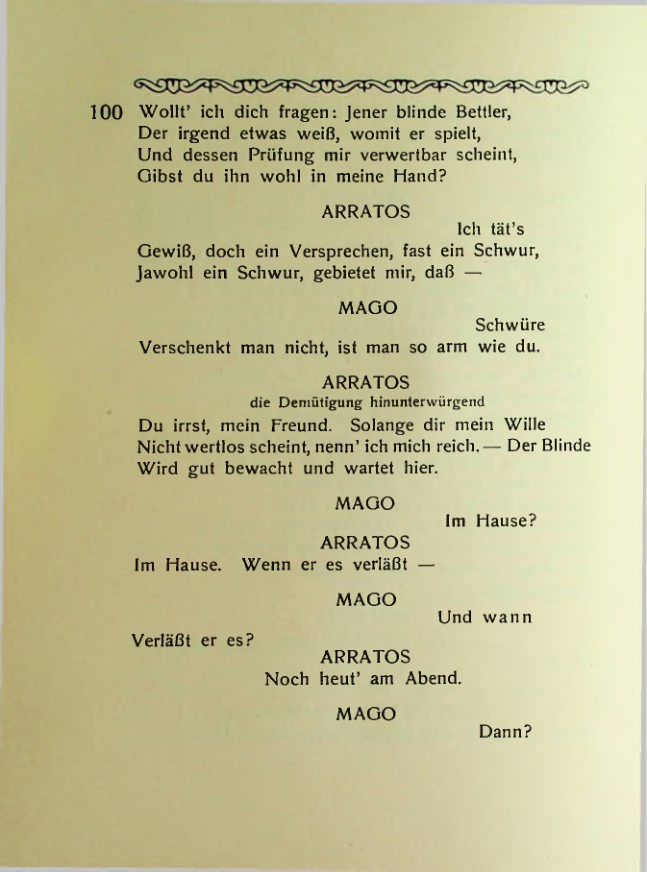 100 Wollt' ich dich fragen: Jener blinde Bettler,
Der irgend etwas weiß, womit er spielt,
Und dessen Prüfung mir verwertbar scheint,
Gibst du ihn wohl in meine Hand?
ARRATOS
Ich tät's
Gewiß, doch ein Versprechen, fast ein Schwur,
Jawohl ein Schwur, gebietet mir, daß —
MAGO
Schwüre
Verschenkt man nicht, ist man so arm wie du.
ARRATOS
die Demütigung hinunterwürgend
Du irrst, mein Freund. Solange dir mein Wille
Nicht wertlos scheint, nenn' ich mich reich. — Der Blinde
Wird gut bewacht und wartet hier.
MAGO
Im Hause?
ARRATOS
Im Hause. Wenn er es verläßt —
MAGO
Und wann
Verläßt er es?
ARRATOS
Noch heut' am Abend.
MAGO
Dann?